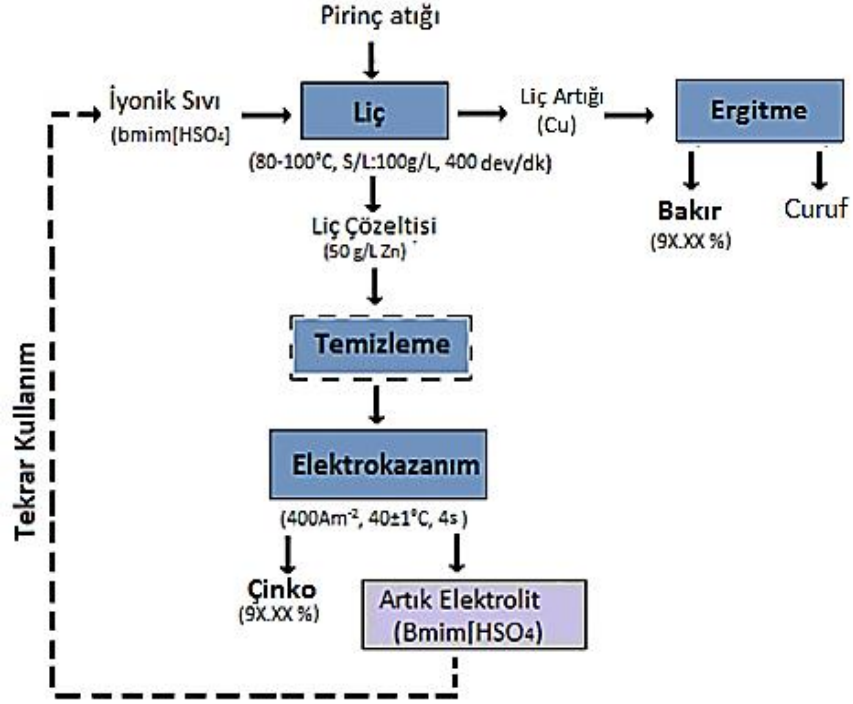 Pirinç atığı
İyonik Sıvı
(bmim[HSO₄]
Liç
Liç Artığı
(Cu)
Ergitme
(80-100⁰C, S/L:100g/L, 400 dev/dk)
Bakır
(9X.XX %)
Curuf
Liç Çözeltisi
(50 g/L Zn)
Temizleme
Elektrokazanım
(400Am⁻², 40±1⁰C, 4s )
Çinko
(9X.XX %)
Artık Elektrolit
(Bmim[HSO₄)
Tekrar Kullanım